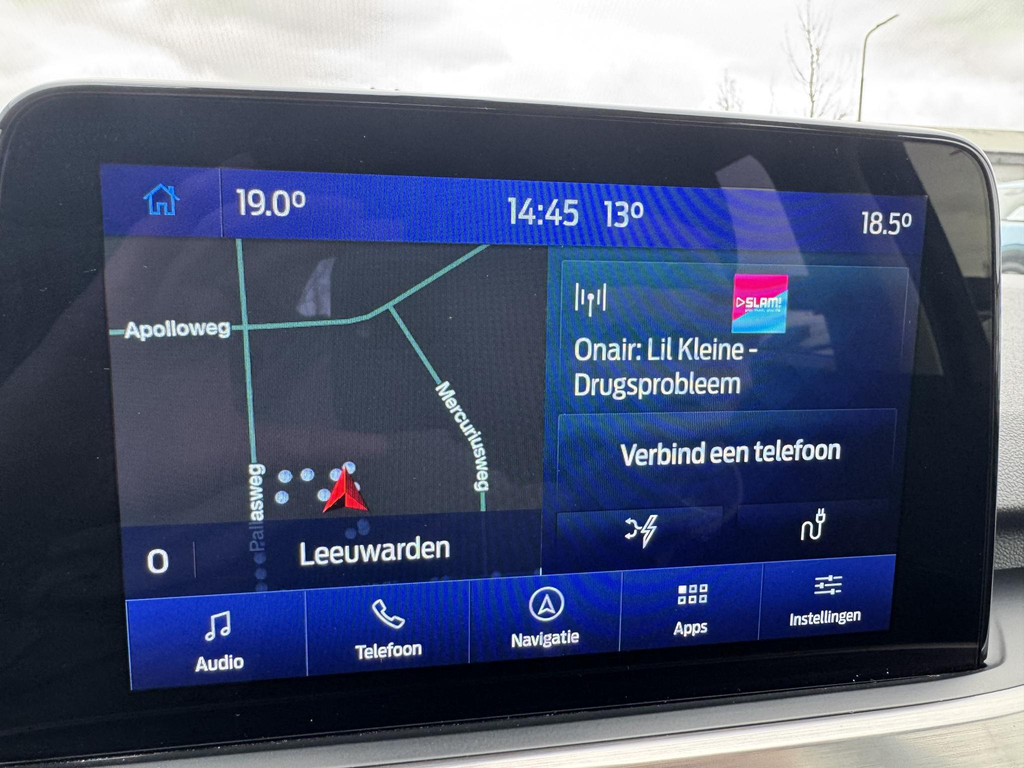 19.0°
14:45 13°
18.5°
Apolloweg
Mercuriusweg
Pallasweg
0
Leeuwarden
SLAM!
Onair: Lil Kleine -
Drugsprobleem
Verbind een telefoon
Audio
Telefoon
Navigatie
Apps
Instellingen